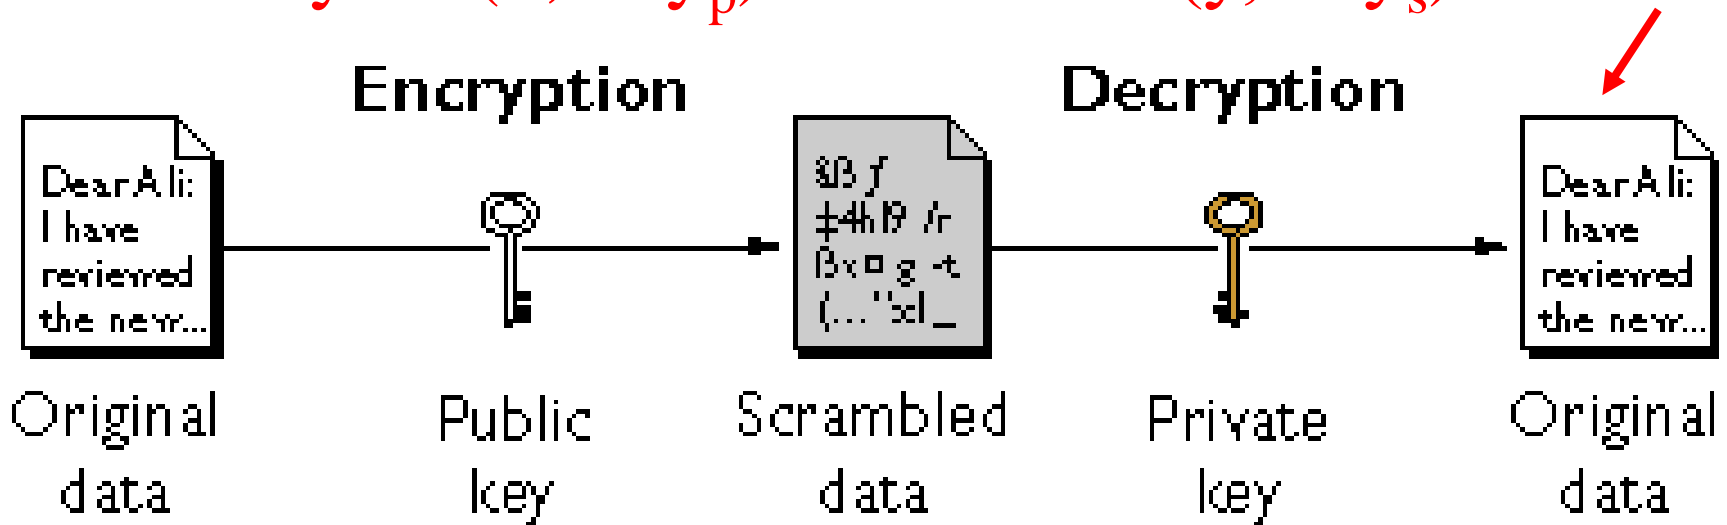 Encryption
Decryption
Dear Ali:
I have
reviewed
the new...
Dear Ali:
I have
reviewed
the new...
Original
data
Public
key
Scrambled
data
Private
key
Original
data